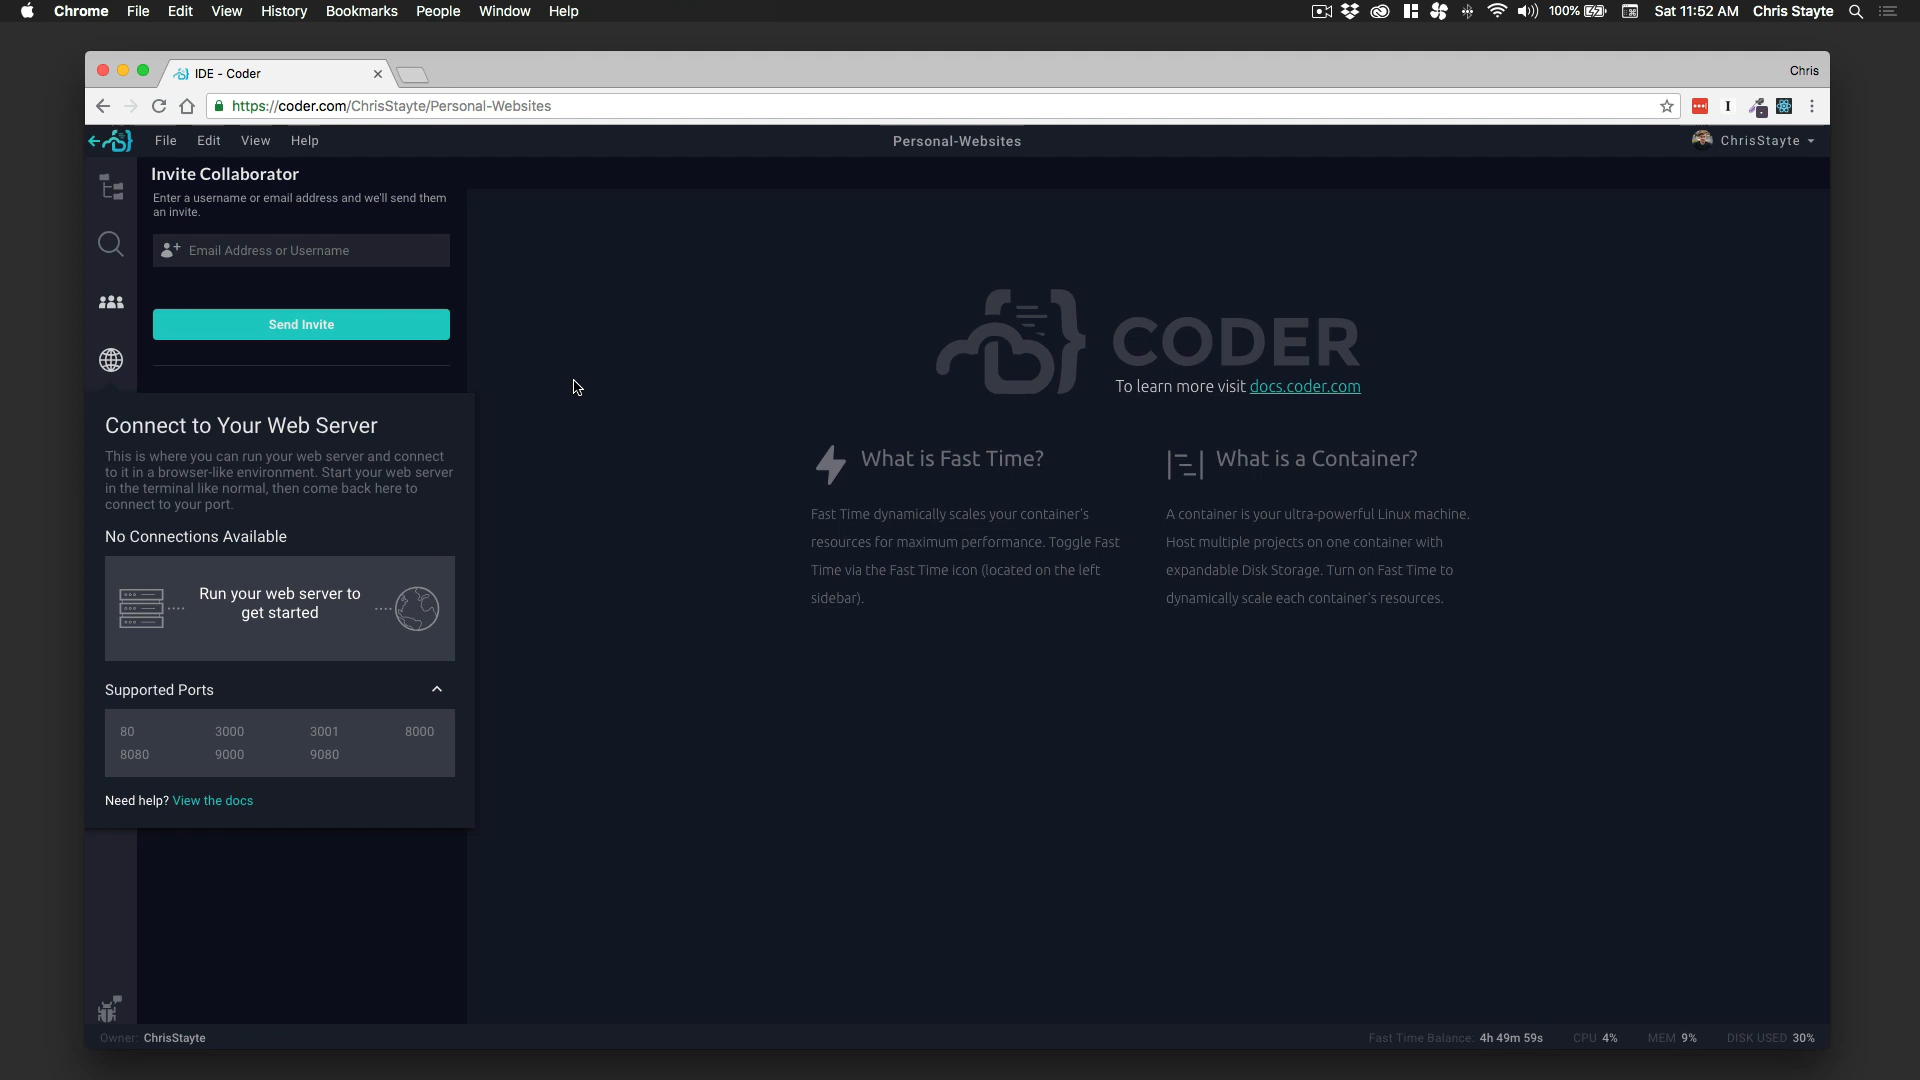 Chrome File Edit View History Bookmarks People Window Help
100% Sat 11:52 AM Chris Stayte
IDE - Coder
Chris
https://coder.com/ChrisStayte/Personal-Websites
File Edit View Help
Personal-Websites
ChrisStayte
Invite Collaborator
Enter a username or email address and we'll send them
an invite.
Email Address or Username
Send Invite
CODER
To learn more visit docs.coder.com
What is Fast Time?
Fast Time dynamically scales your container's
resources for maximum performance. Toggle Fast
Time via the Fast Time icon (located on the left
sidebar).
What is a Container?
A container is your ultra-powerful Linux machine.
Host multiple projects on one container with
expandable Disk Storage. Turn on Fast Time to
dynamically scale each container's resources.
Connect to Your Web Server
This is where you can run your web server and connect
to it in a browser-like environment. Start your web server
in the terminal like normal, then come back here to
connect to your port.
No Connections Available
Run your web server to
get started
Supported Ports
80 3000 3001 8000
8080 9000 9080
Need help? View the docs
Owner: ChrisStayte
Fast Time Balance: 4h 49m 59s CPU 4% MEM 9% DISK USED 30%